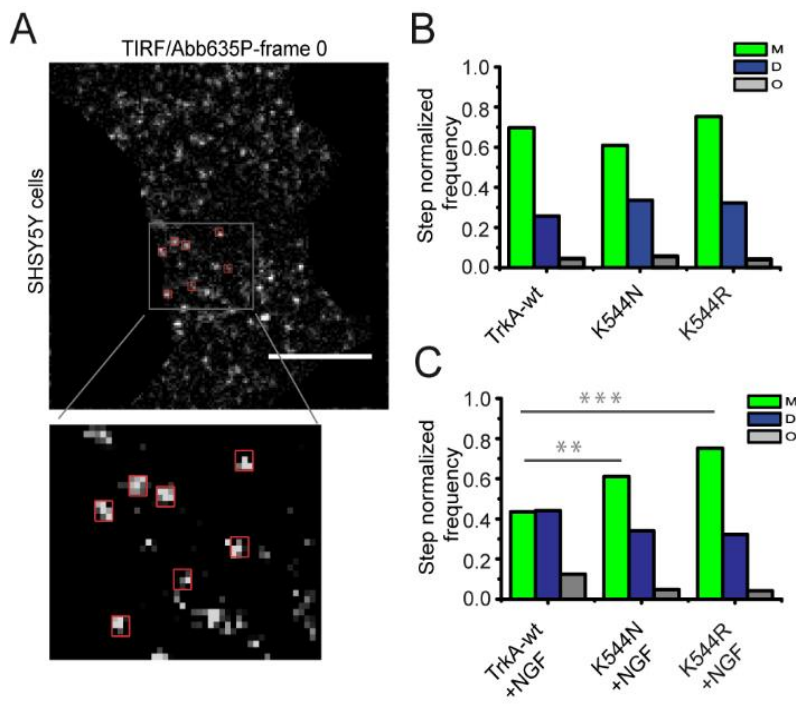 A
TIRF/Abb635P-frame 0
SHSY5Y cells
B
M
D
O
Step normalized
frequency
1.0
0.8
0.6
0.4
0.2
0.0
TrkA-wt
K544N
K544R
C
M
D
O
Step normalized
frequency
1.0
0.8
0.6
0.4
0.2
0.0
***
**
TrkA-wt
+NGF
K544N
+NGF
K544R
+NGF